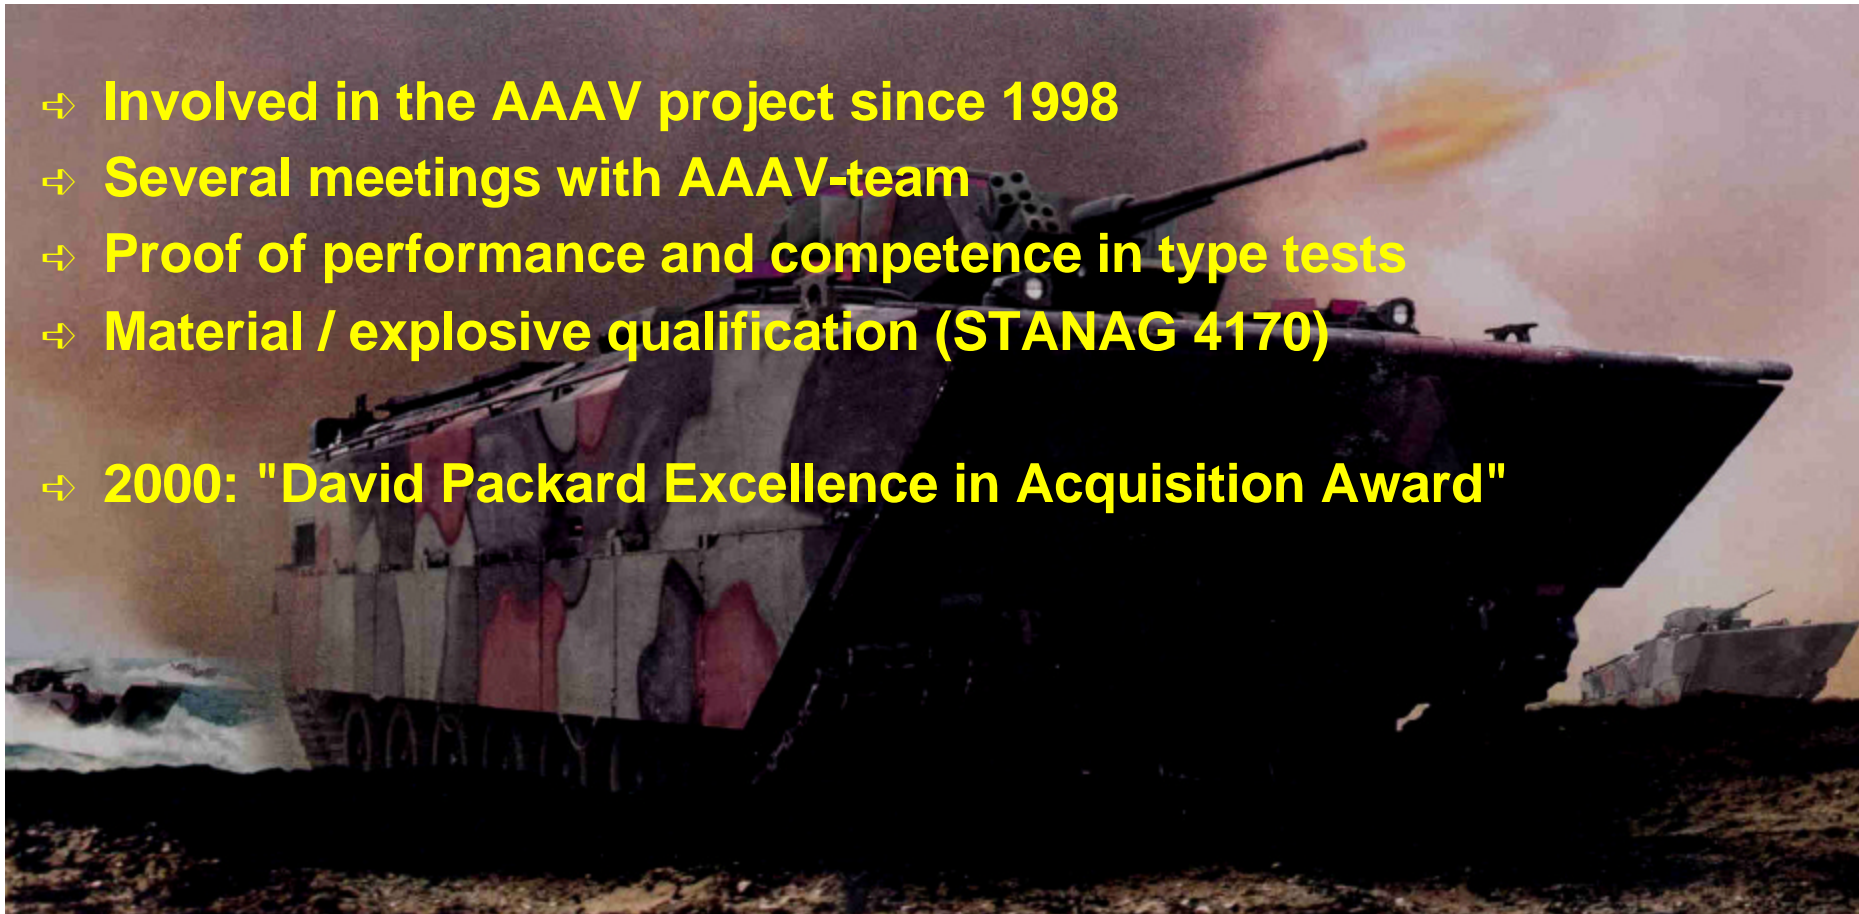 ➪ Involved in the AAAV project since 1998
➪ Several meetings with AAAV-team
➪ Proof of performance and competence in type tests
➪ Material / explosive qualification (STANAG 4170)
➪ 2000: "David Packard Excellence in Acquisition Award"